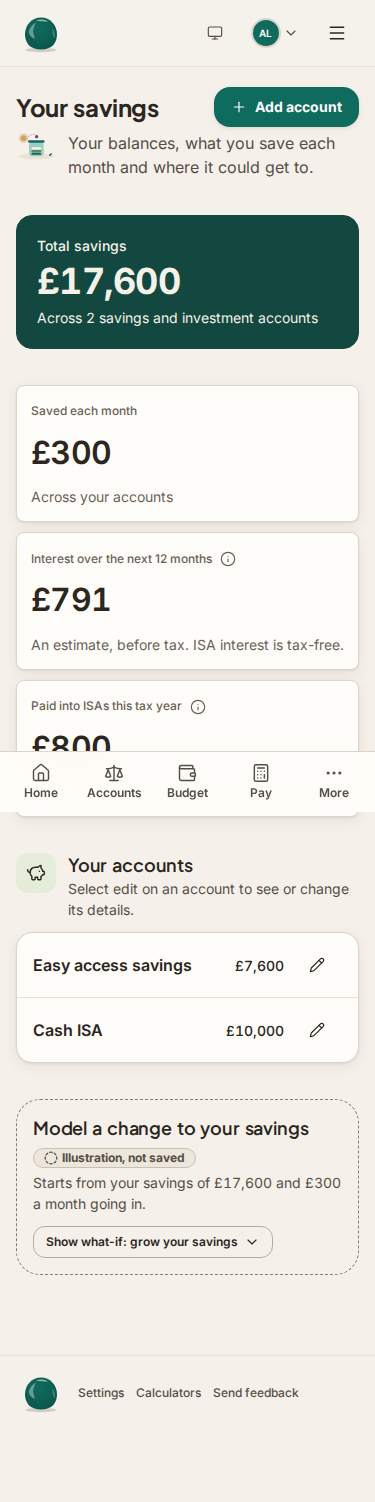 AL
Your savings
Add account
Your balances, what you save each
month and where it could get to.
Total savings
£17,600
Across 2 savings and investment accounts
Saved each month
£300
Across your accounts
Interest over the next 12 months
£791
An estimate, before tax. ISA interest is tax-free.
Paid into ISAs this tax year
£800
Home
Accounts
Budget
Pay
More
Your accounts
Select edit on an account to see or change
its details.
Easy access savings
£7,600
Cash ISA
£10,000
Model a change to your savings
Illustration, not saved
Starts from your savings of £17,600 and £300
a month going in.
Show what-if: grow your savings
Settings
Calculators
Send feedback